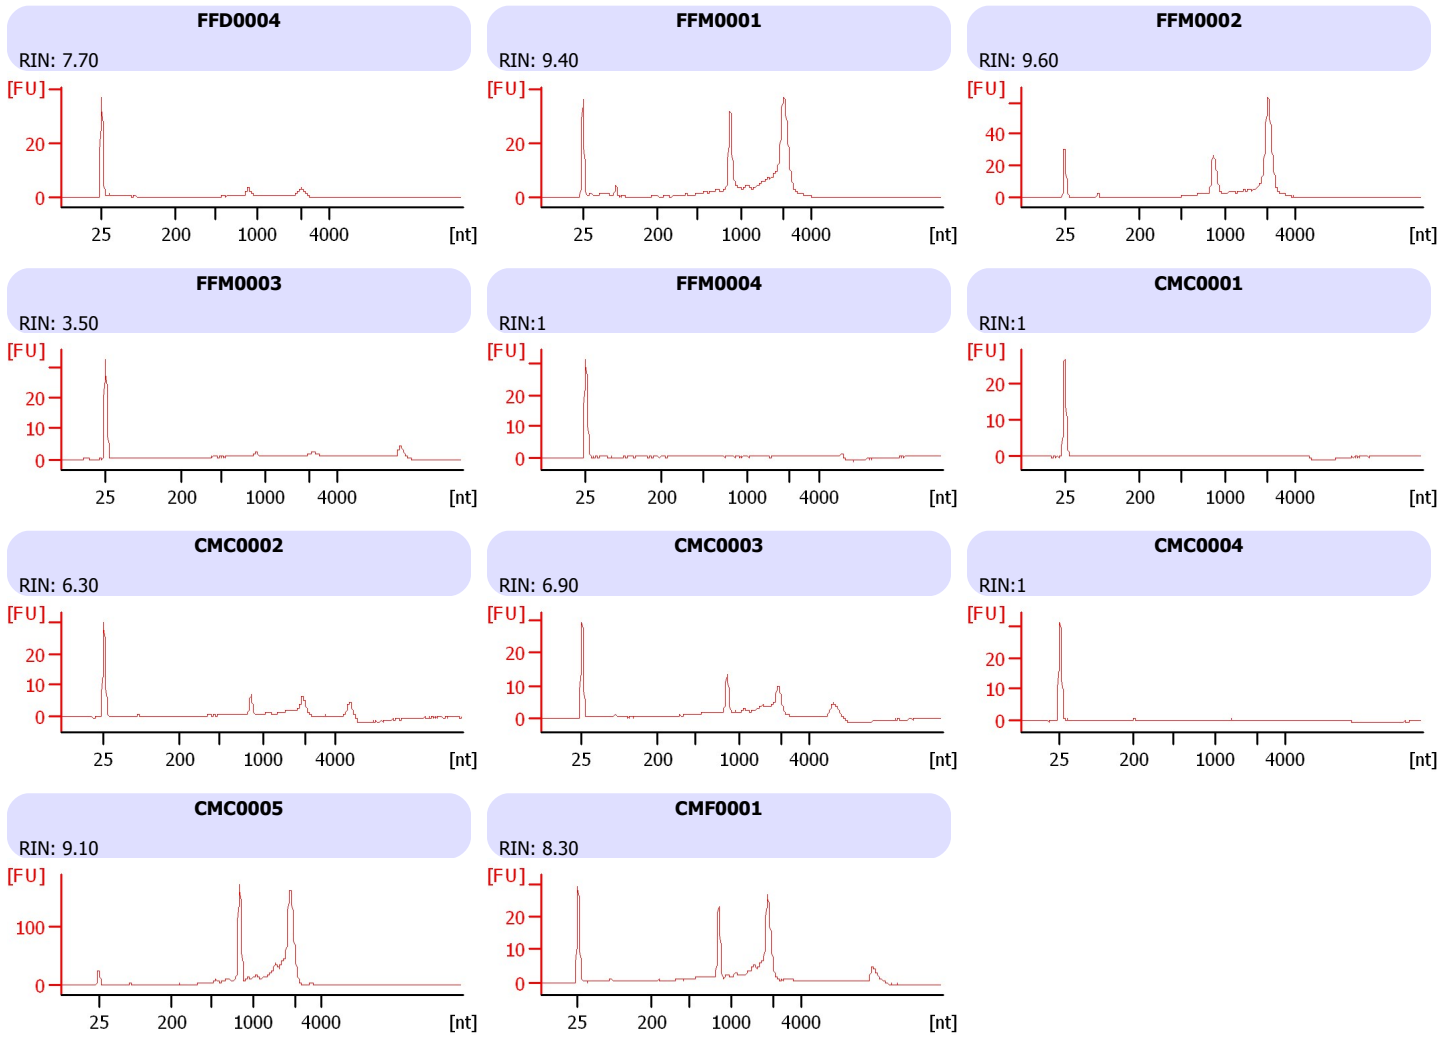 FFD0004
RIN: 7.70
[FU]
20
0
25 200 1000 4000 [nt]
FFM0001
RIN: 9.40
[FU]
20
0
25 200 1000 4000 [nt]
FFM0002
RIN: 9.60
[FU]
40
20
0
25 200 1000 4000 [nt]
FFM0003
RIN: 3.50
[FU]
20
10
0
25 200 1000 4000 [nt]
FFM0004
RIN:1
[FU]
20
10
0
25 200 1000 4000 [nt]
CMC0001
RIN:1
[FU]
20
10
0
25 200 1000 4000 [nt]
CMC0002
RIN: 6.30
[FU]
20
10
0
25 200 1000 4000 [nt]
CMC0003
RIN: 6.90
[FU]
20
10
0
25 200 1000 4000 [nt]
CMC0004
RIN:1
[FU]
20
10
0
25 200 1000 4000 [nt]
CMC0005
RIN: 9.10
[FU]
100
0
25 200 1000 4000 [nt]
CMF0001
RIN: 8.30
[FU]
20
10
0
25 200 1000 4000 [nt]